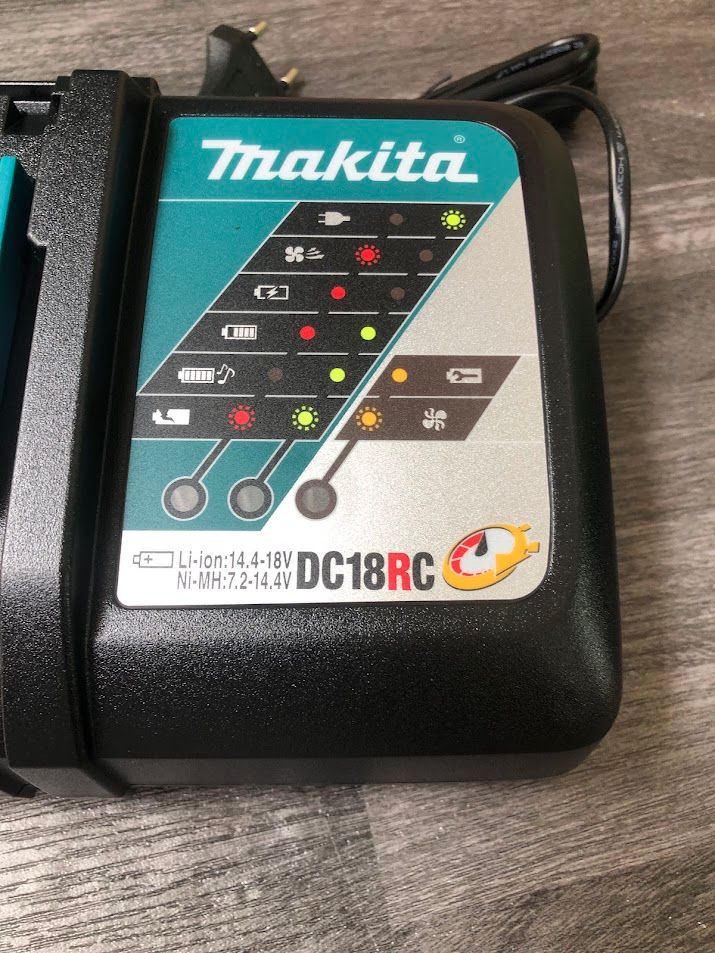 makita®
Li-ion:14.4-18V
Ni-MH:7.2-14.4V
DC18RC